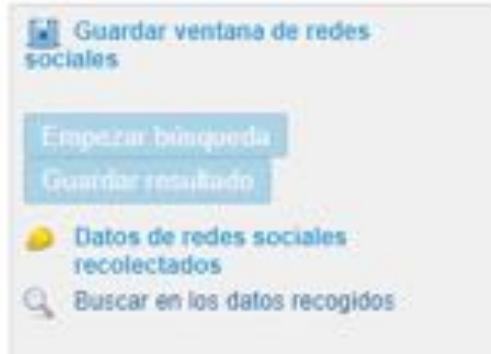 Guardar ventana de redes
sociales
Empezar búsqueda
Guardar resultado
Datos de redes sociales
recolectados
Buscar en los datos recogidos